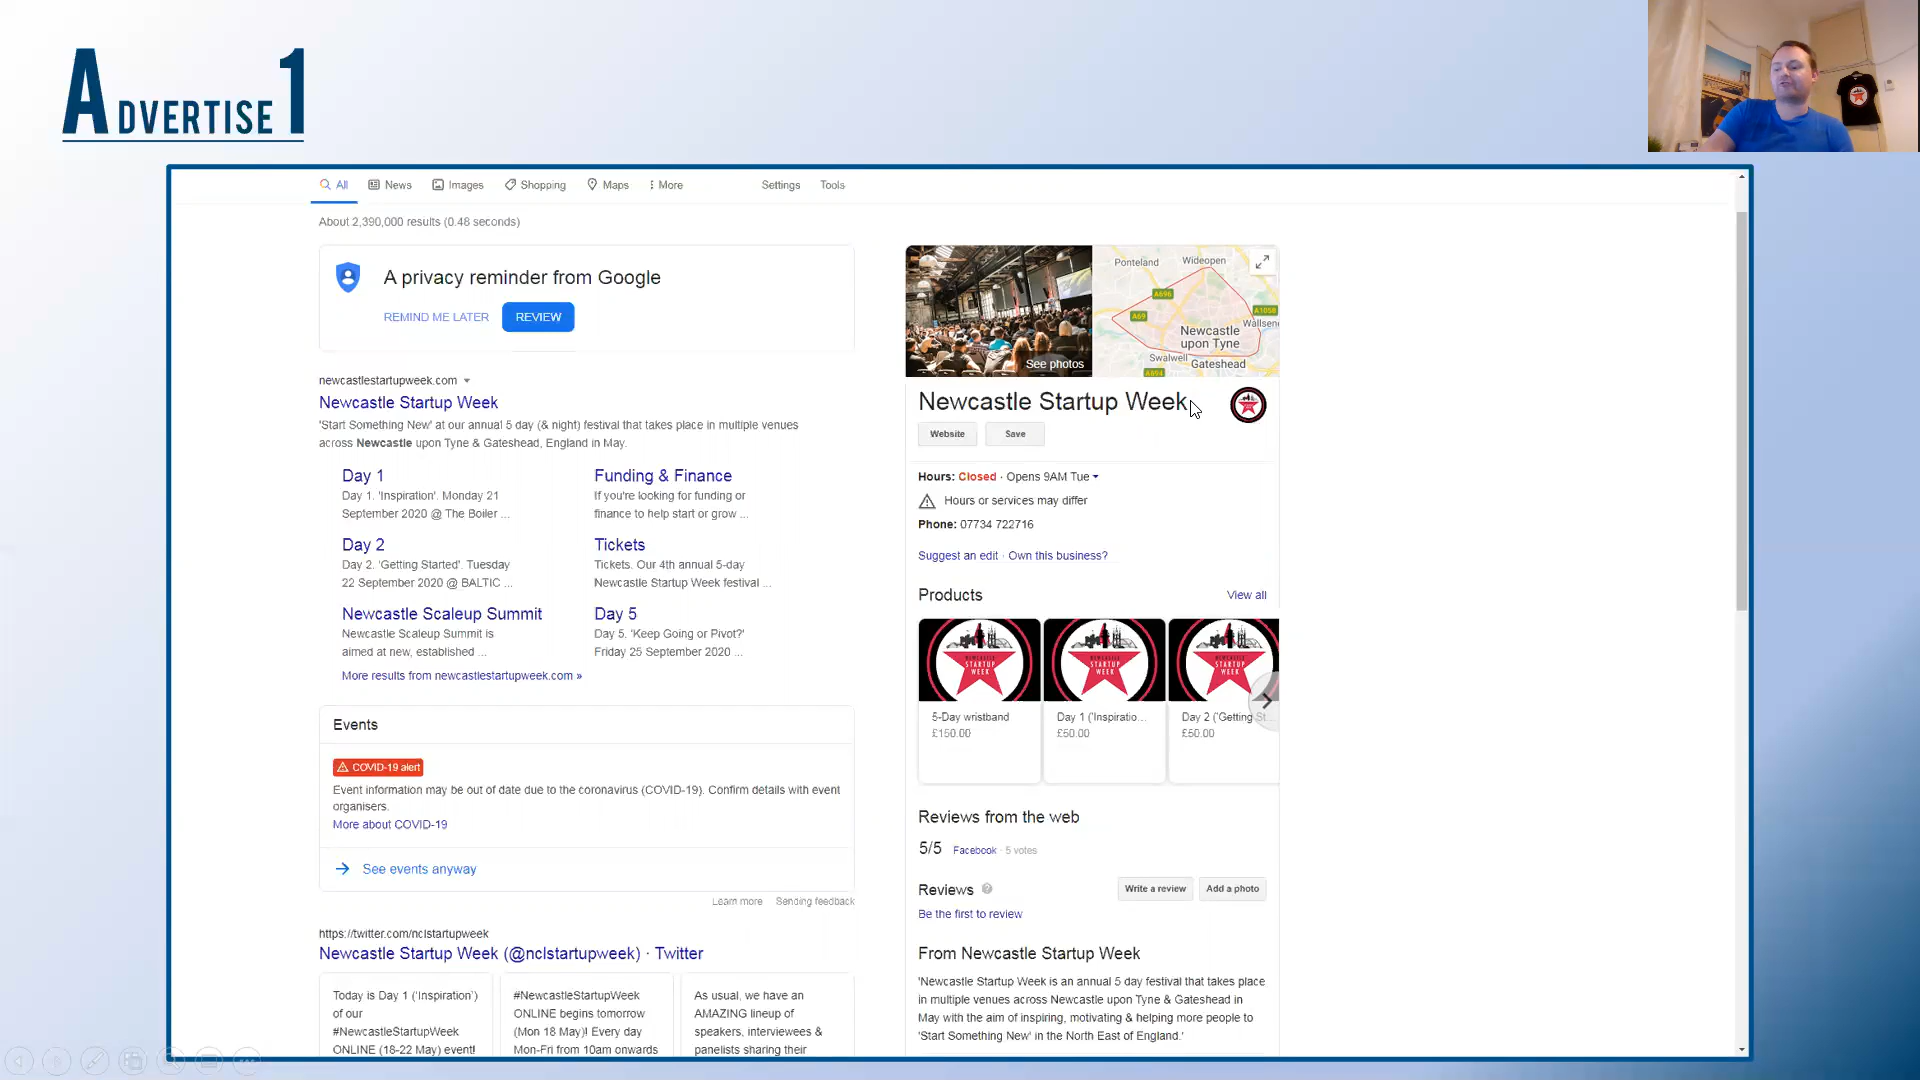 ADVERTISE 1
All News Images Shopping Maps More Settings Tools
About 2,390,000 results (0.46 seconds)
A privacy reminder from Google
REMIND ME LATER REVIEW
newcastlestartupweek.com
Newcastle Startup Week
'Start Something New' at our annual 5 day (& night) festival that takes place in multiple venues
across Newcastle upon Tyne & Gateshead, England in May.
Day 1
Day 1. 'Inspiration'. Monday 21
September 2020 @ The Boiler ...
Funding & Finance
If you're looking for funding or
finance to help start or grow ...
Day 2
Day 2. 'Getting Started'. Tuesday
22 September 2020 @ BALTIC ...
Tickets
Tickets. Our 4th annual 5-day
Newcastle Startup Week festival ...
Newcastle Scaleup Summit
Newcastle Scaleup Summit is
aimed at new, established ...
Day 5
Day 5. 'Keep Going or Pivot?'
Friday 25 September 2020 ...
More results from newcastlestartupweek.com »
Events
COVID-19 alert
Event information may be out of date due to the coronavirus (COVID-19). Confirm details with event
organisers.
More about COVID-19
See events anyway
Learn more Sending feedback
https://twitter.com/nclstartupweek
Newcastle Startup Week (@nclstartupweek) · Twitter
Today is Day 1 ('Inspiration')
of our
#NewcastleStartupWeek
ONLINE (18-22 May) event!
#NewcastleStartupWeek
ONLINE begins tomorrow
(Mon 18 May)! Every day
Mon-Fri from 10am onwards
As usual, we have an
AMAZING lineup of
speakers, interviewees &
panelists sharing their
See photos
Ponteland
Wideopen
A696
A69
A1058
Wallsend
Newcastle
upon Tyne
Swalwell
Gateshead
A694
Newcastle Startup Week
Website Save
Hours: Closed · Opens 9AM Tue
Hours or services may differ
Phone: 07734 722716
Suggest an edit · Own this business?
Products View all
NEWCASTLE
STARTUP
WEEK
NEWCASTLE
STARTUP
WEEK
NEWCASTLE
STARTUP
WEEK
5-Day wristband
£150.00
Day 1 ('Inspiratio...
£50.00
Day 2 ('Getting St...
£50.00
Reviews from the web
5/5 Facebook · 5 votes
Reviews Write a review Add a photo
Be the first to review
From Newcastle Startup Week
'Newcastle Startup Week is an annual 5 day festival that takes place
in multiple venues across Newcastle upon Tyne & Gateshead in
May with the aim of inspiring, motivating & helping more people to
'Start Something New' in the North East of England.'